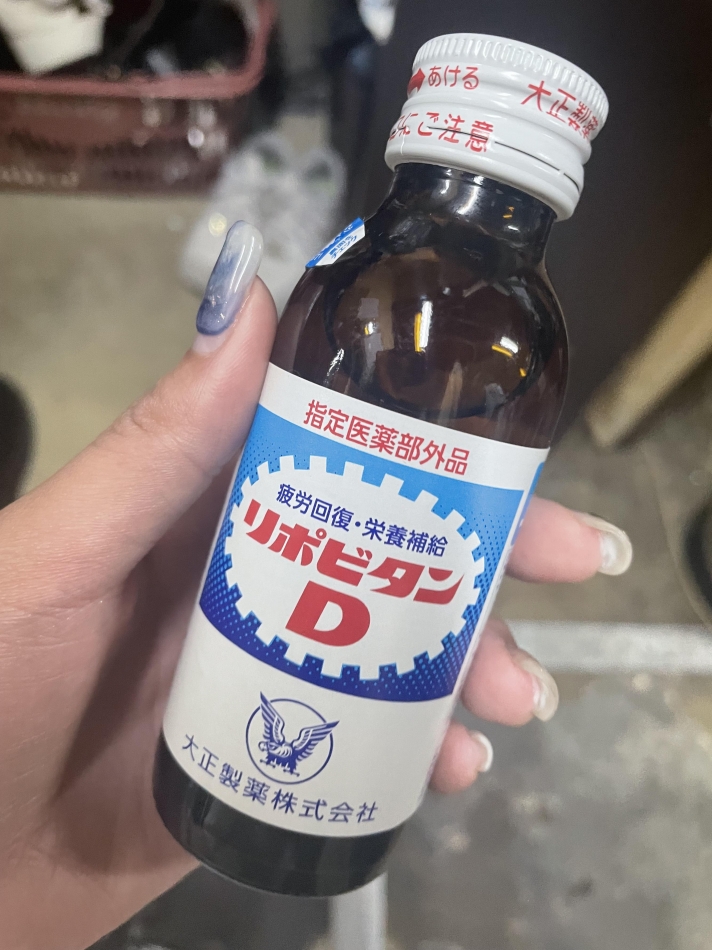 あける
大正製薬
ご注意
指定医薬部外品
疲労回復・栄養補給
リポビタン
D
大正製薬株式会社